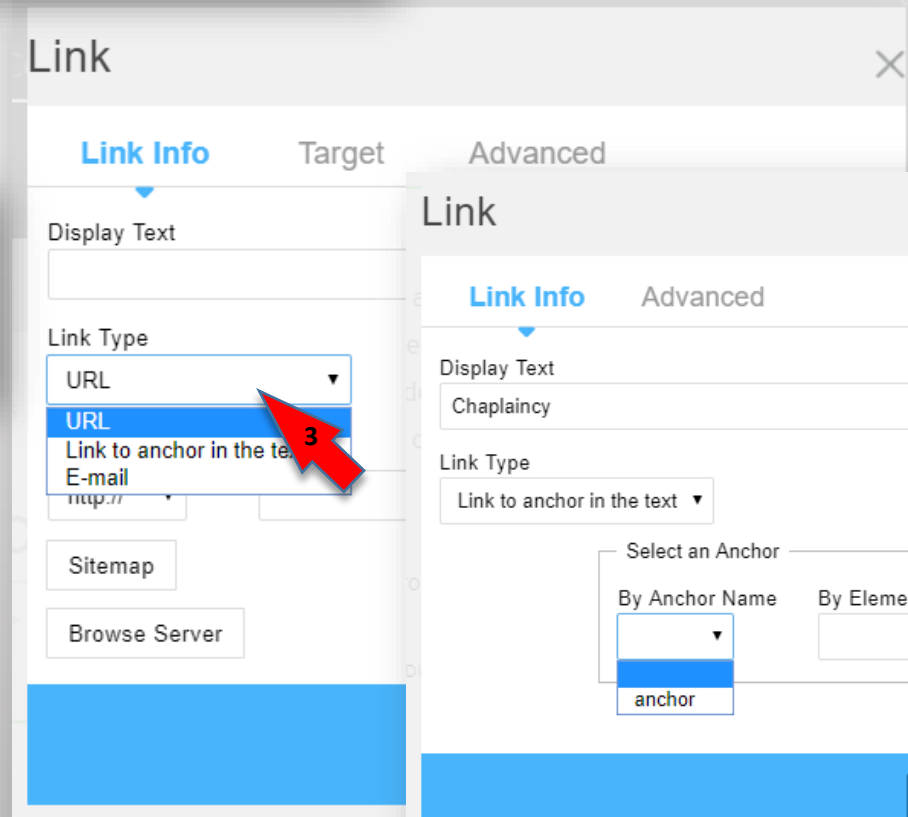 Link
Link Info Target Advanced
Display Text
Link Type
URL
URL
Link to anchor in the
E-mail
3
http://
Sitemap
Browse Server
Link
Link Info Advanced
Display Text
Chaplaincy
Link Type
Link to anchor in the text
Select an Anchor
By Anchor Name By Eleme
anchor